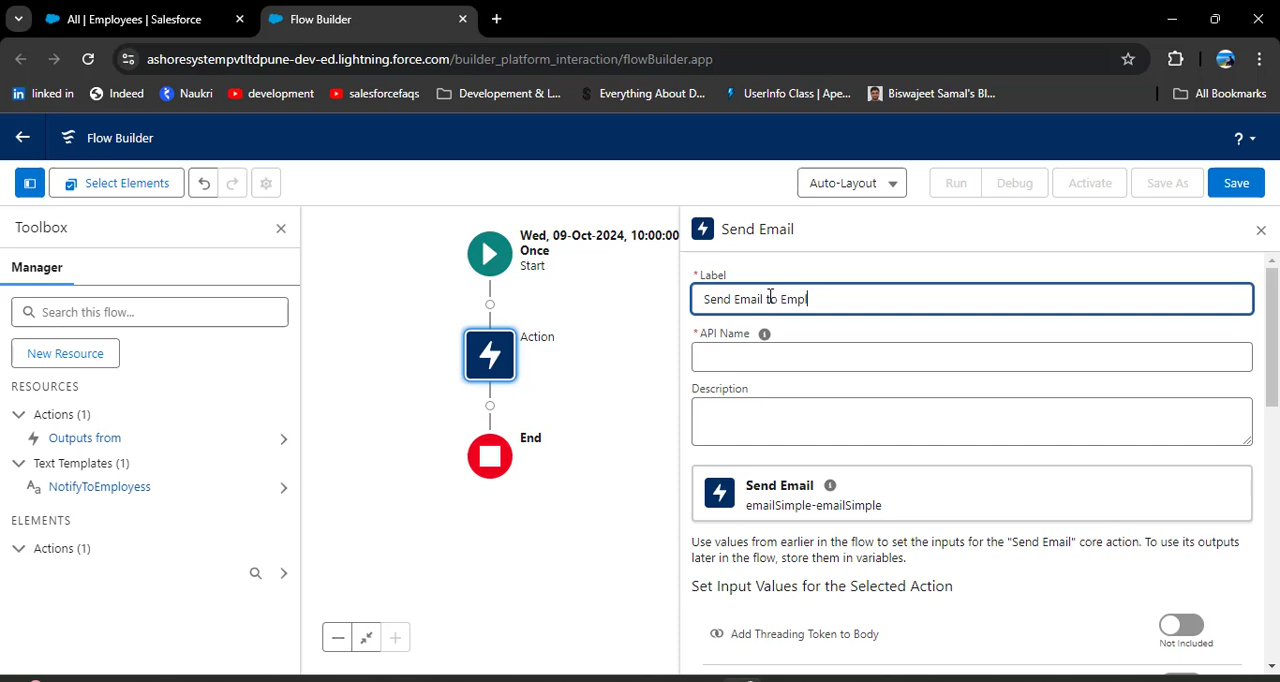 All | Employees | Salesforce
Flow Builder
ashoresystempvtltdpune-dev-ed.lightning.force.com/builder_platform_interaction/flowBuilder.app
linked in
Indeed
Naukri
development
salesforcefaqs
Developement & L...
Everything About D...
UserInfo Class | Ape...
Biswajeet Samal's Bl...
All Bookmarks
Flow Builder
?
Select Elements
Auto-Layout
Run
Debug
Activate
Save As
Save
Toolbox
Manager
Search this flow...
New Resource
RESOURCES
Actions (1)
Outputs from
Text Templates (1)
NotifyToEmployess
ELEMENTS
Actions (1)
Wed, 09-Oct-2024, 10:00:00
Once
Start
Action
End
Send Email
* Label
Send Email to Empl
* API Name
Description
Send Email
emailSimple-emailSimple
Use values from earlier in the flow to set the inputs for the "Send Email" core action. To use its outputs
later in the flow, store them in variables.
Set Input Values for the Selected Action
Add Threading Token to Body
Not Included